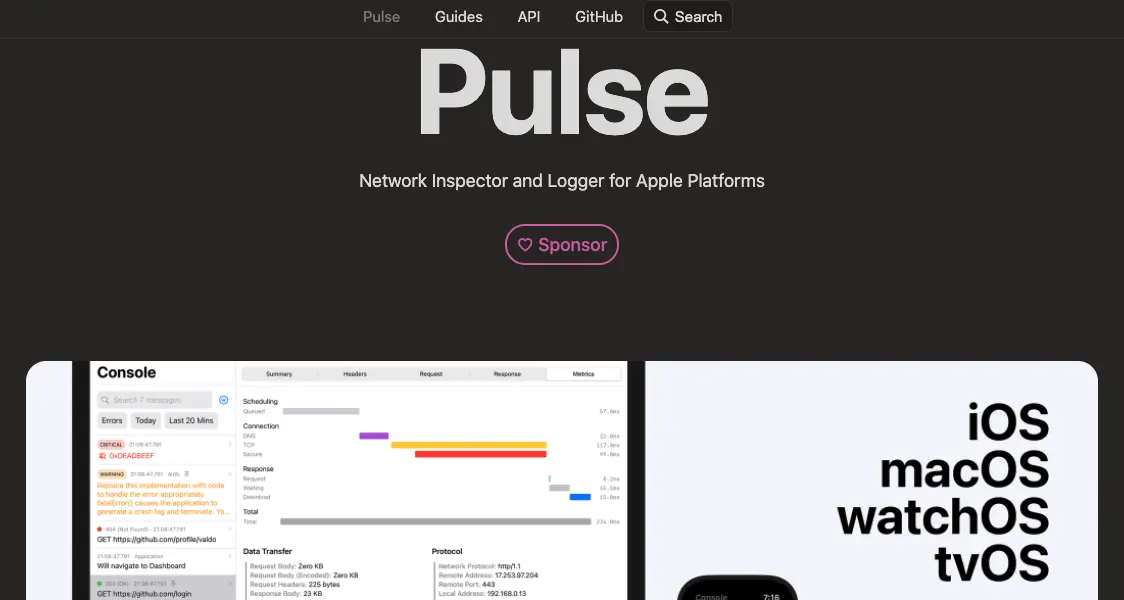 Pulse
Guides
API
GitHub
Search
Pulse
Network Inspector and Logger for Apple Platforms
Sponsor
Console
Search 7 messages
Errors
Today
Last 20 Mins
CRITICAL 21:08:47.791
0xDEADBEEF
WARNING 21:08:47.791 · Auth
Replace this implementation with code
to handle the error appropriately.
fatalError() causes the application to
generate a crash log and terminate. Yo...
404 (Not Found) · 21:08:47.791
GET https://github.com/profile/valdo
21:08:47.791 · Application
Will navigate to Dashboard
200 (OK) · 21:08:47.791
GET https://github.com/login
Summary
Headers
Request
Response
Metrics
Scheduling
Queued
57.0ms
Connection
DNS
22.0ms
TCP
117.0ms
Secure
99.0ms
Response
Request
Waiting
15.5ms
Download
15.0ms
Total
Total
Data Transfer
Request Body: Zero KB
Request Body (Encoded): Zero KB
Request Headers: 225 bytes
Response Body: 23 KB
Protocol
Network Protocol: http/1.1
Remote Address: 17.253.97.204
Remote Port: 443
Local Address: 192.168.0.13
iOS
macOS
watchOS
tvOS
Console
7:16